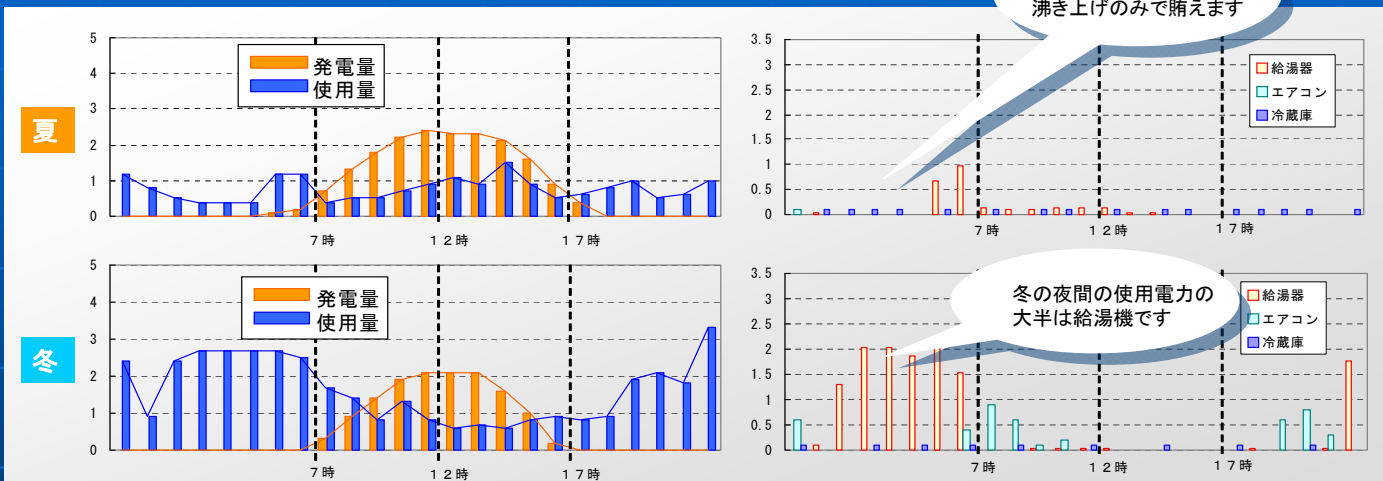 沸き上げのみで賄えます
夏
5
4
3
2
1
0
発電量
使用量
7時
12時
17時
3.5
3
2.5
2
1.5
1
0.5
0
給湯器
エアコン
冷蔵庫
7時
12時
17時
冬
5
4
3
2
1
0
発電量
使用量
7時
12時
17時
3.5
3
2.5
2
1.5
1
0.5
0
冬の夜間の使用電力の
大半は給湯機です
給湯器
エアコン
冷蔵庫
7時
12時
17時